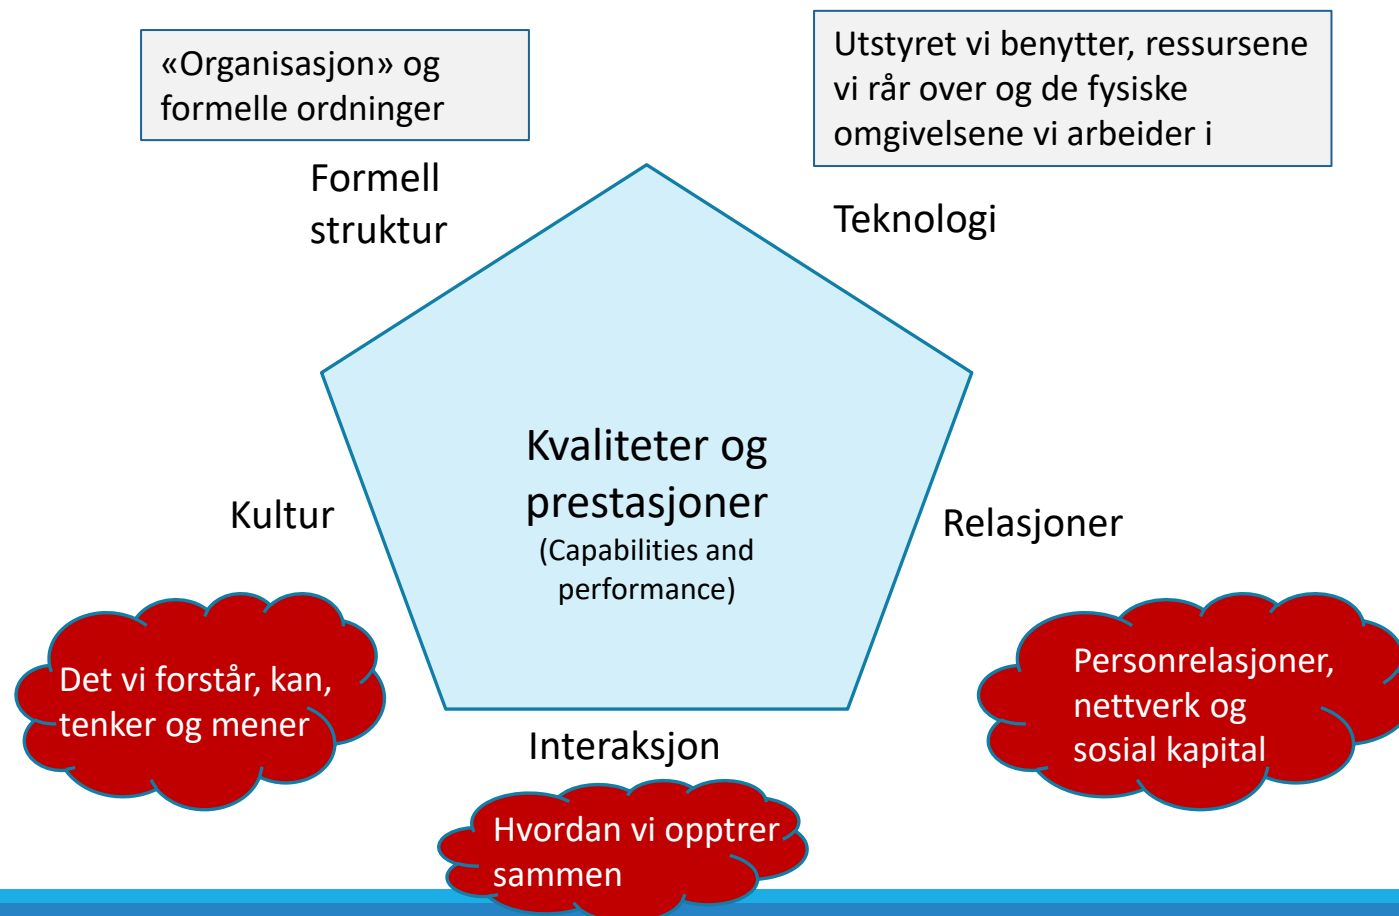 «Organisasjon» og
formelle ordninger
Utstyret vi benytter, ressursene
vi rår over og de fysiske
omgivelsene vi arbeider i
Formell
struktur
Teknologi
Kvaliteter og
prestasjoner
(Capabilities and
performance)
Kultur
Relasjoner
Det vi forstår, kan,
tenker og mener
Personrelasjoner,
nettverk og
sosial kapital
Interaksjon
Hvordan vi opptrer
sammen